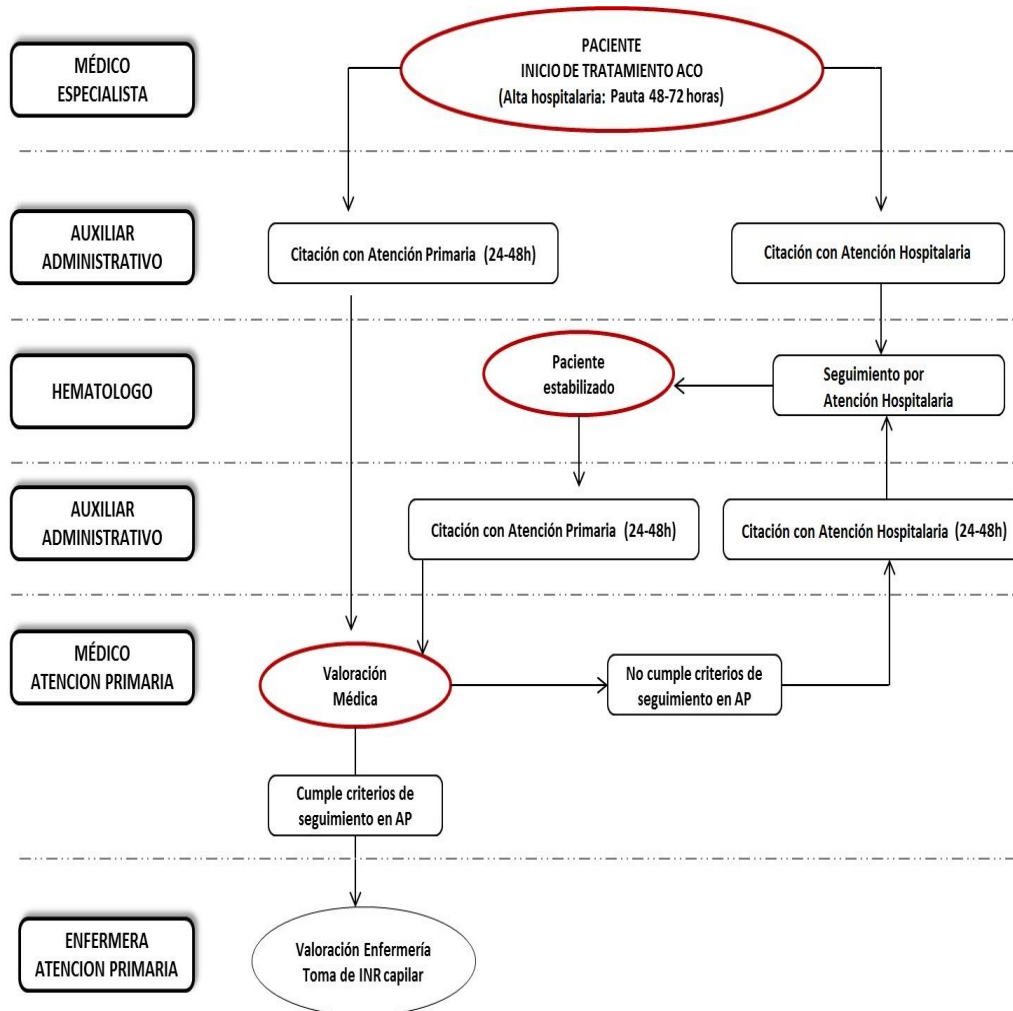 MÉDICO
ESPECIALISTA
PACIENTE
INICIO DE TRATAMIENTO ACO
(Alta hospitalaria: Pauta 48-72 horas)
AUXILIAR
ADMINISTRATIVO
Citación con Atención Primaria (24-48h)
Citación con Atención Hospitalaria
HEMATOLOGO
Paciente
estabilizado
Seguimiento por
Atención Hospitalaria
AUXILIAR
ADMINISTRATIVO
Citación con Atención Primaria (24-48h)
Citación con Atención Hospitalaria (24-48h)
MÉDICO
ATENCION PRIMARIA
Valoración
Médica
No cumple criterios de
seguimiento en AP
Cumple criterios de
seguimiento en AP
ENFERMERA
ATENCION PRIMARIA
Valoración Enfermería
Toma de INR capilar